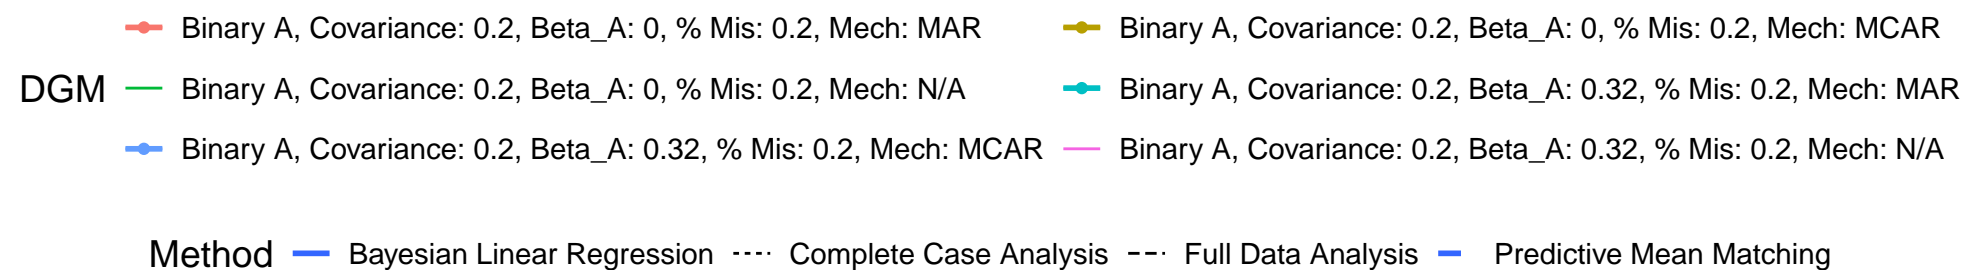 Binary A, Covariance: 0.2, Beta_A: 0, % Mis: 0.2, Mech: MAR Binary A, Covariance: 0.2, Beta_A: 0, % Mis: 0.2, Mech: MCAR
DGM Binary A, Covariance: 0.2, Beta_A: 0, % Mis: 0.2, Mech: N/A Binary A, Covariance: 0.2, Beta_A: 0.32, % Mis: 0.2, Mech: MAR
Binary A, Covariance: 0.2, Beta_A: 0.32, % Mis: 0.2, Mech: MCAR Binary A, Covariance: 0.2, Beta_A: 0.32, % Mis: 0.2, Mech: N/A
Method Bayesian Linear Regression Complete Case Analysis Full Data Analysis Predictive Mean Matching